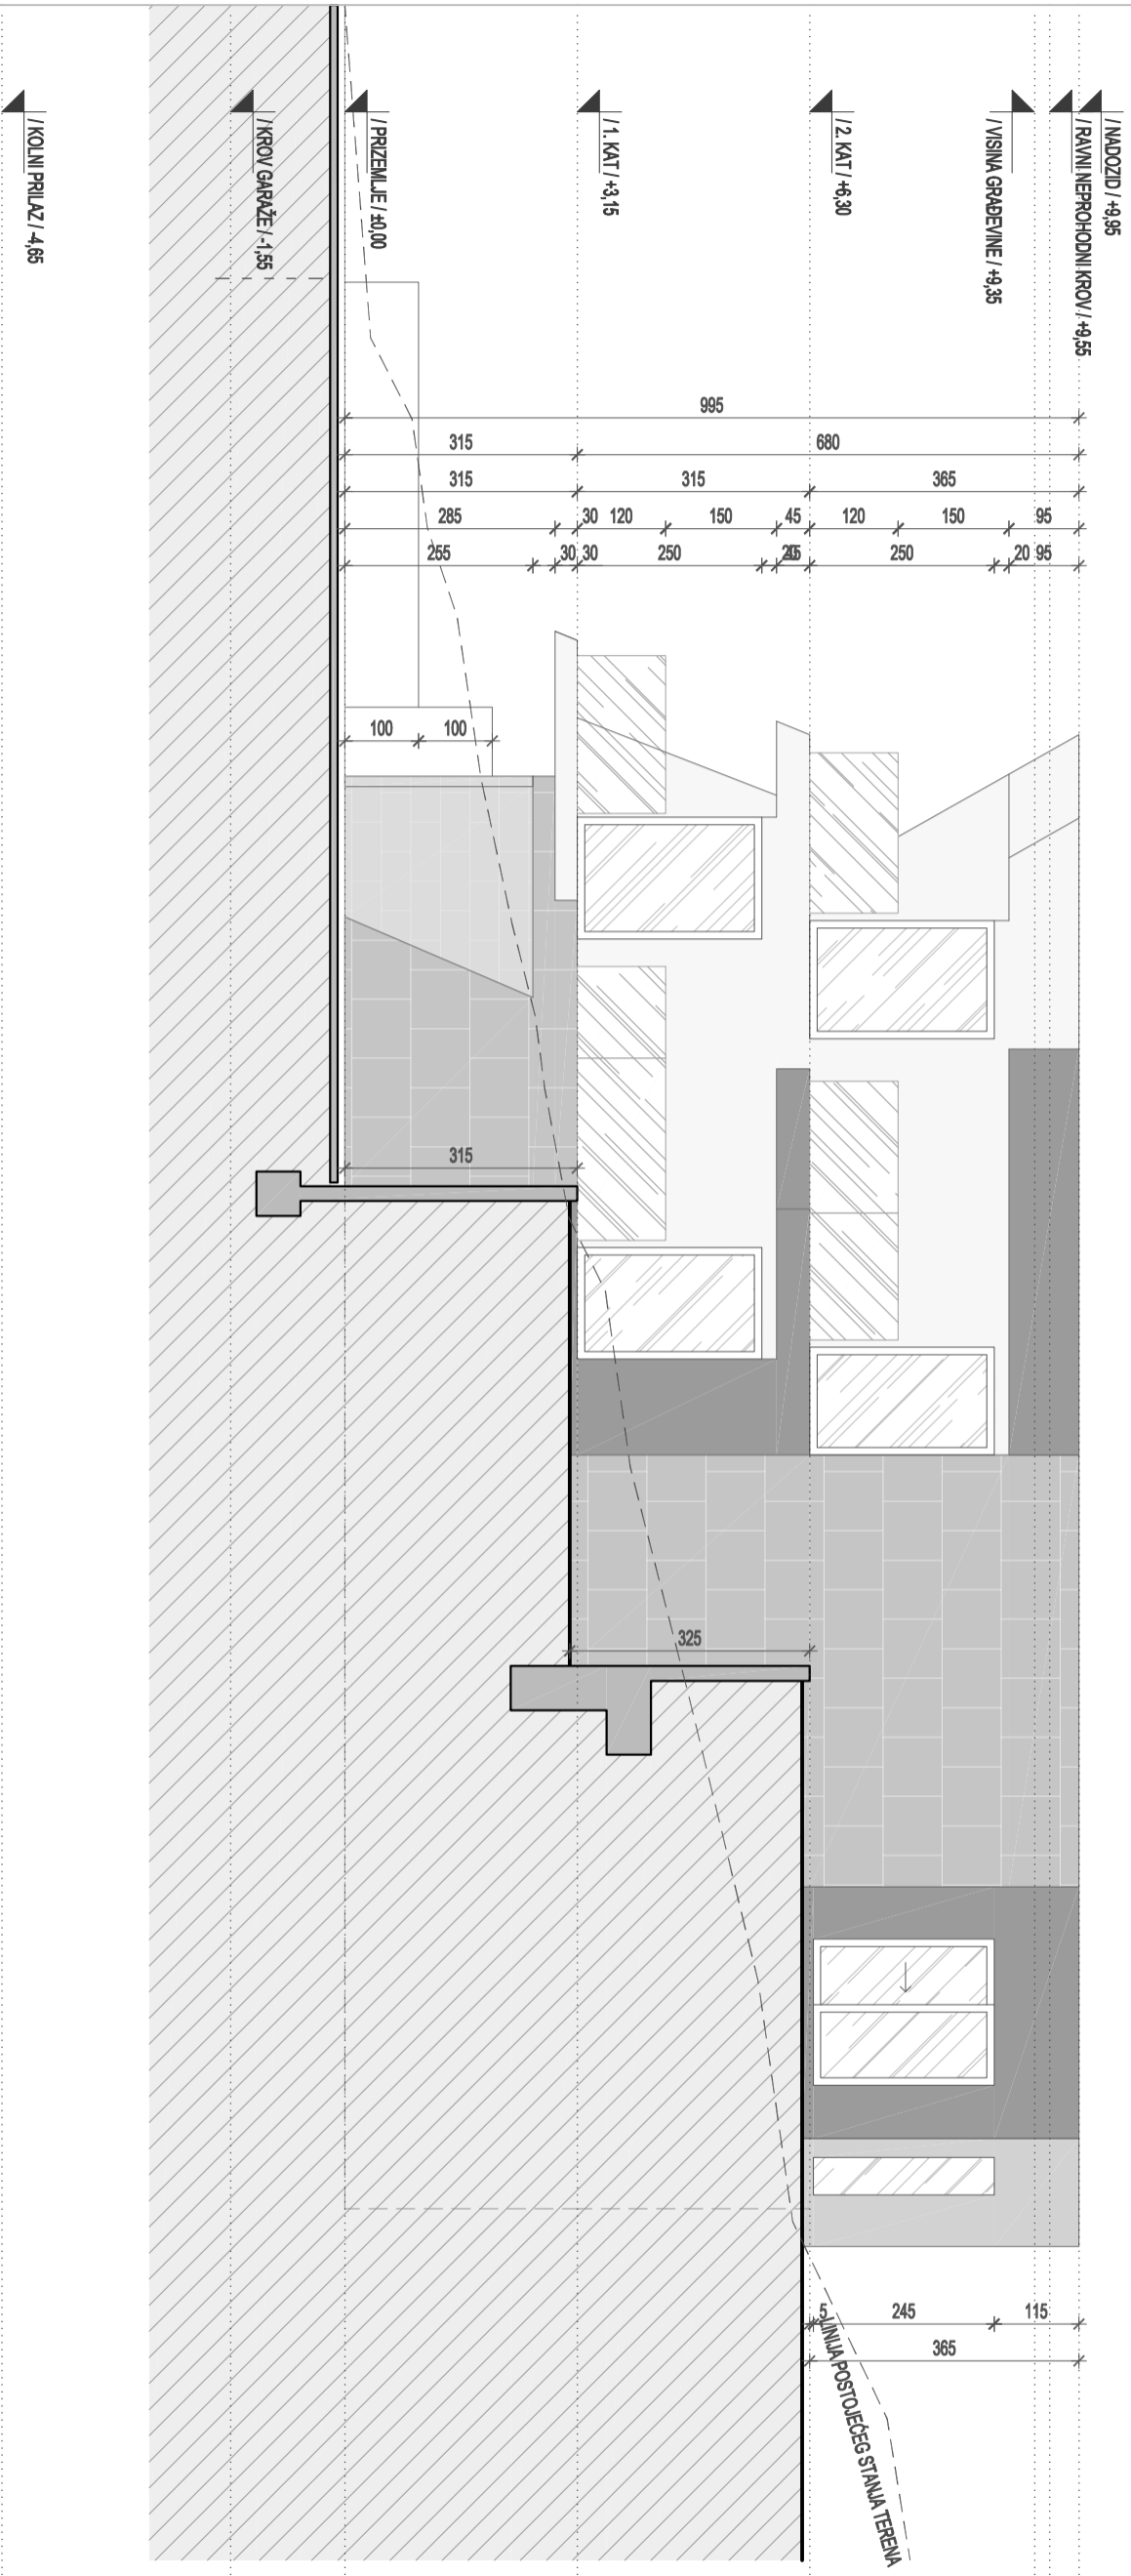 / NADOZID / +9,95
/ RAVNI NEPROHODNI KROV / +9,55
/ VISINA GRAĐEVINE / +9,35
/ 2. KAT / +6,30
/ 1. KAT / +3,15
/ PRIZEMLJE / ±0,00
/ KROV GARAŽE / -1,55
/ KOLNI PRILAZ / -4,65
995
315 680
315 315 365
285 30 120 150 45 120 150 95
255 30 30 250 20 45 250 20 95
100 100
315
325
5 245 115
365
LINIJA POSTOJEĆEG STANJA TERENA